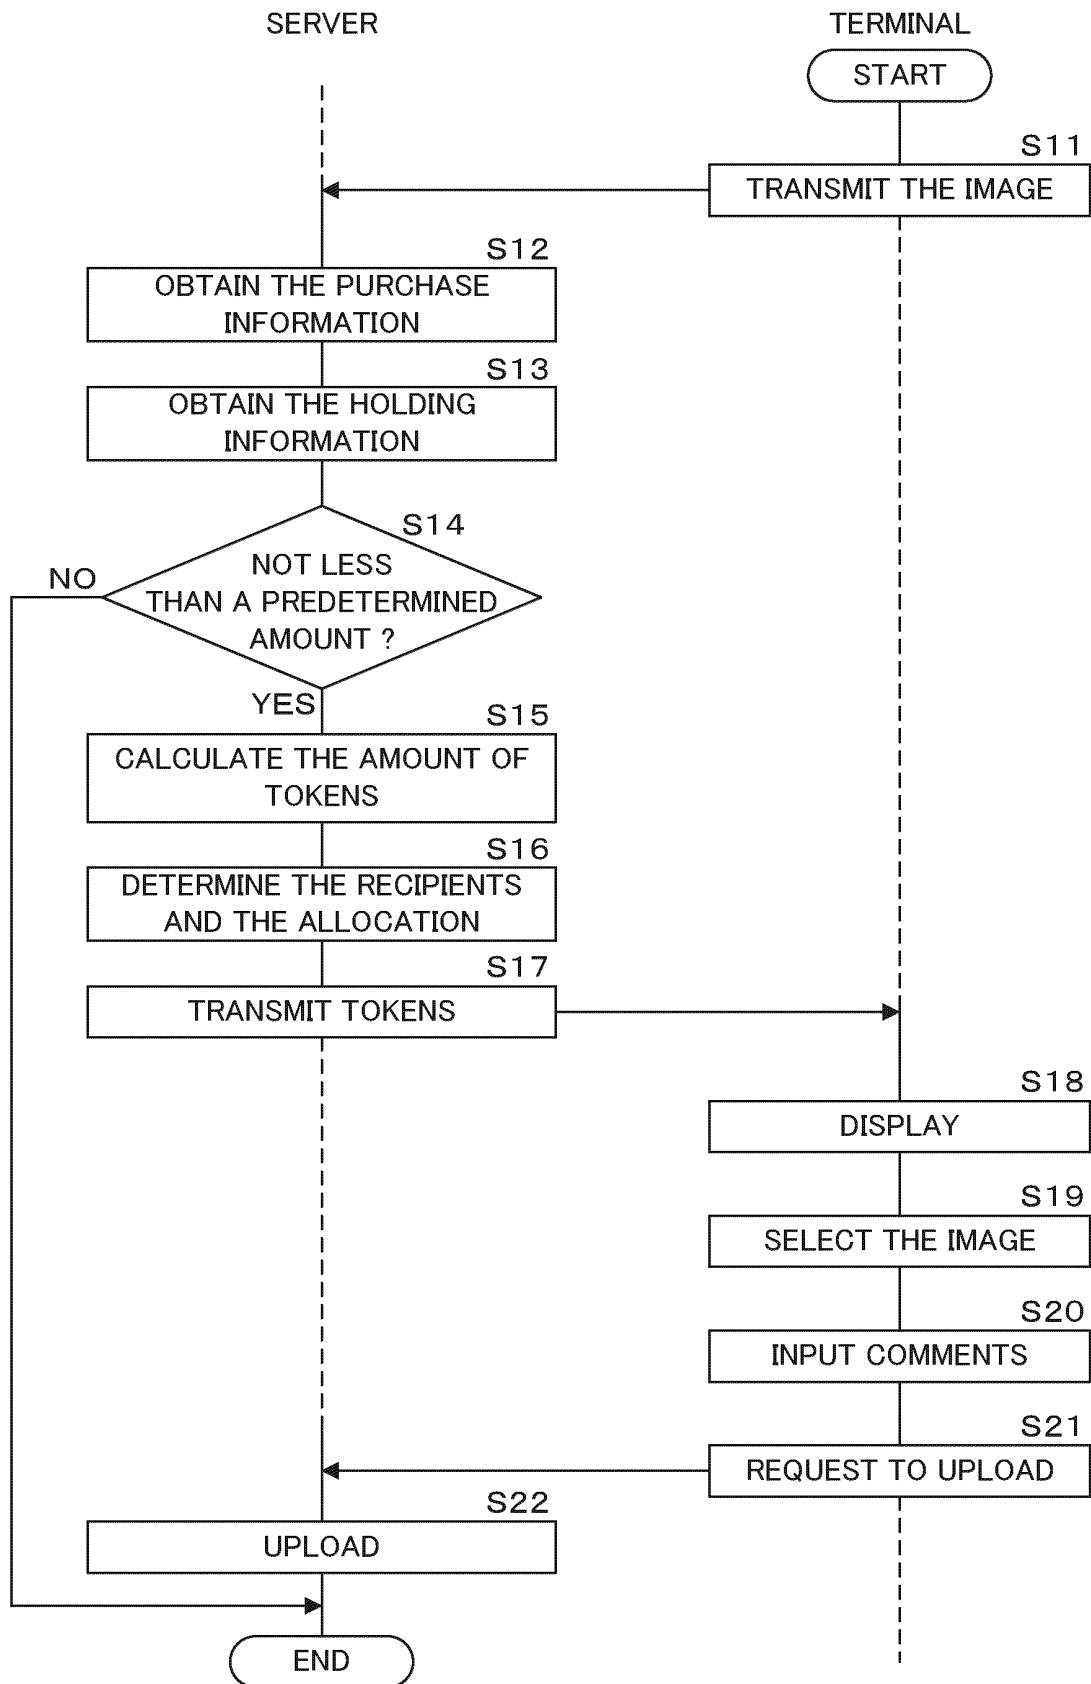 SERVER
TERMINAL
START
S11
TRANSMIT THE IMAGE
S12
OBTAIN THE PURCHASE
INFORMATION
S13
OBTAIN THE HOLDING
INFORMATION
S14
NOT LESS
THAN A PREDETERMINED
AMOUNT ?
NO
YES
S15
CALCULATE THE AMOUNT OF
TOKENS
S16
DETERMINE THE RECIPIENTS
AND THE ALLOCATION
S17
TRANSMIT TOKENS
S18
DISPLAY
S19
SELECT THE IMAGE
S20
INPUT COMMENTS
S21
REQUEST TO UPLOAD
S22
UPLOAD
END